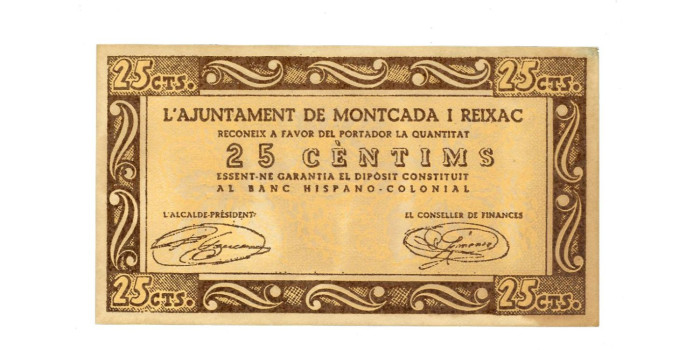 25 CTS. 25 CTS.
L'AJUNTAMENT DE MONTCADA I REIXAC
RECONEIX A FAVOR DEL PORTADOR LA QUANTITAT
25 CÈNTIMS
ESSENT-NE GARANTIA EL DIPÒSIT CONSTITUIT
AL BANC HISPANO-COLONIAL
L'ALCALDE-PRESIDENT EL CONSELLER DE FINANCES
25 CTS. 25 CTS.